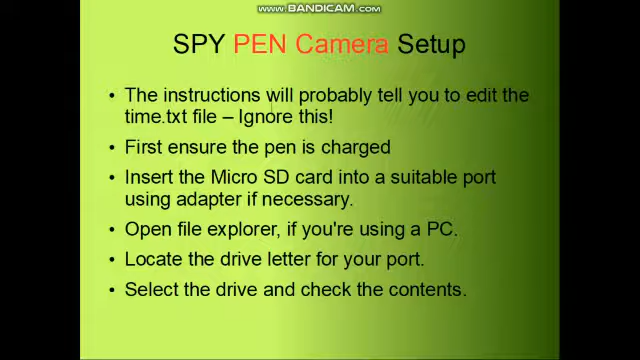 www.BANDICAM.com
SPY PEN Camera Setup
• The instructions will probably tell you to edit the
time.txt file – Ignore this!
• First ensure the pen is charged
• Insert the Micro SD card into a suitable port
using adapter if necessary.
• Open file explorer, if you're using a PC.
• Locate the drive letter for your port.
• Select the drive and check the contents.